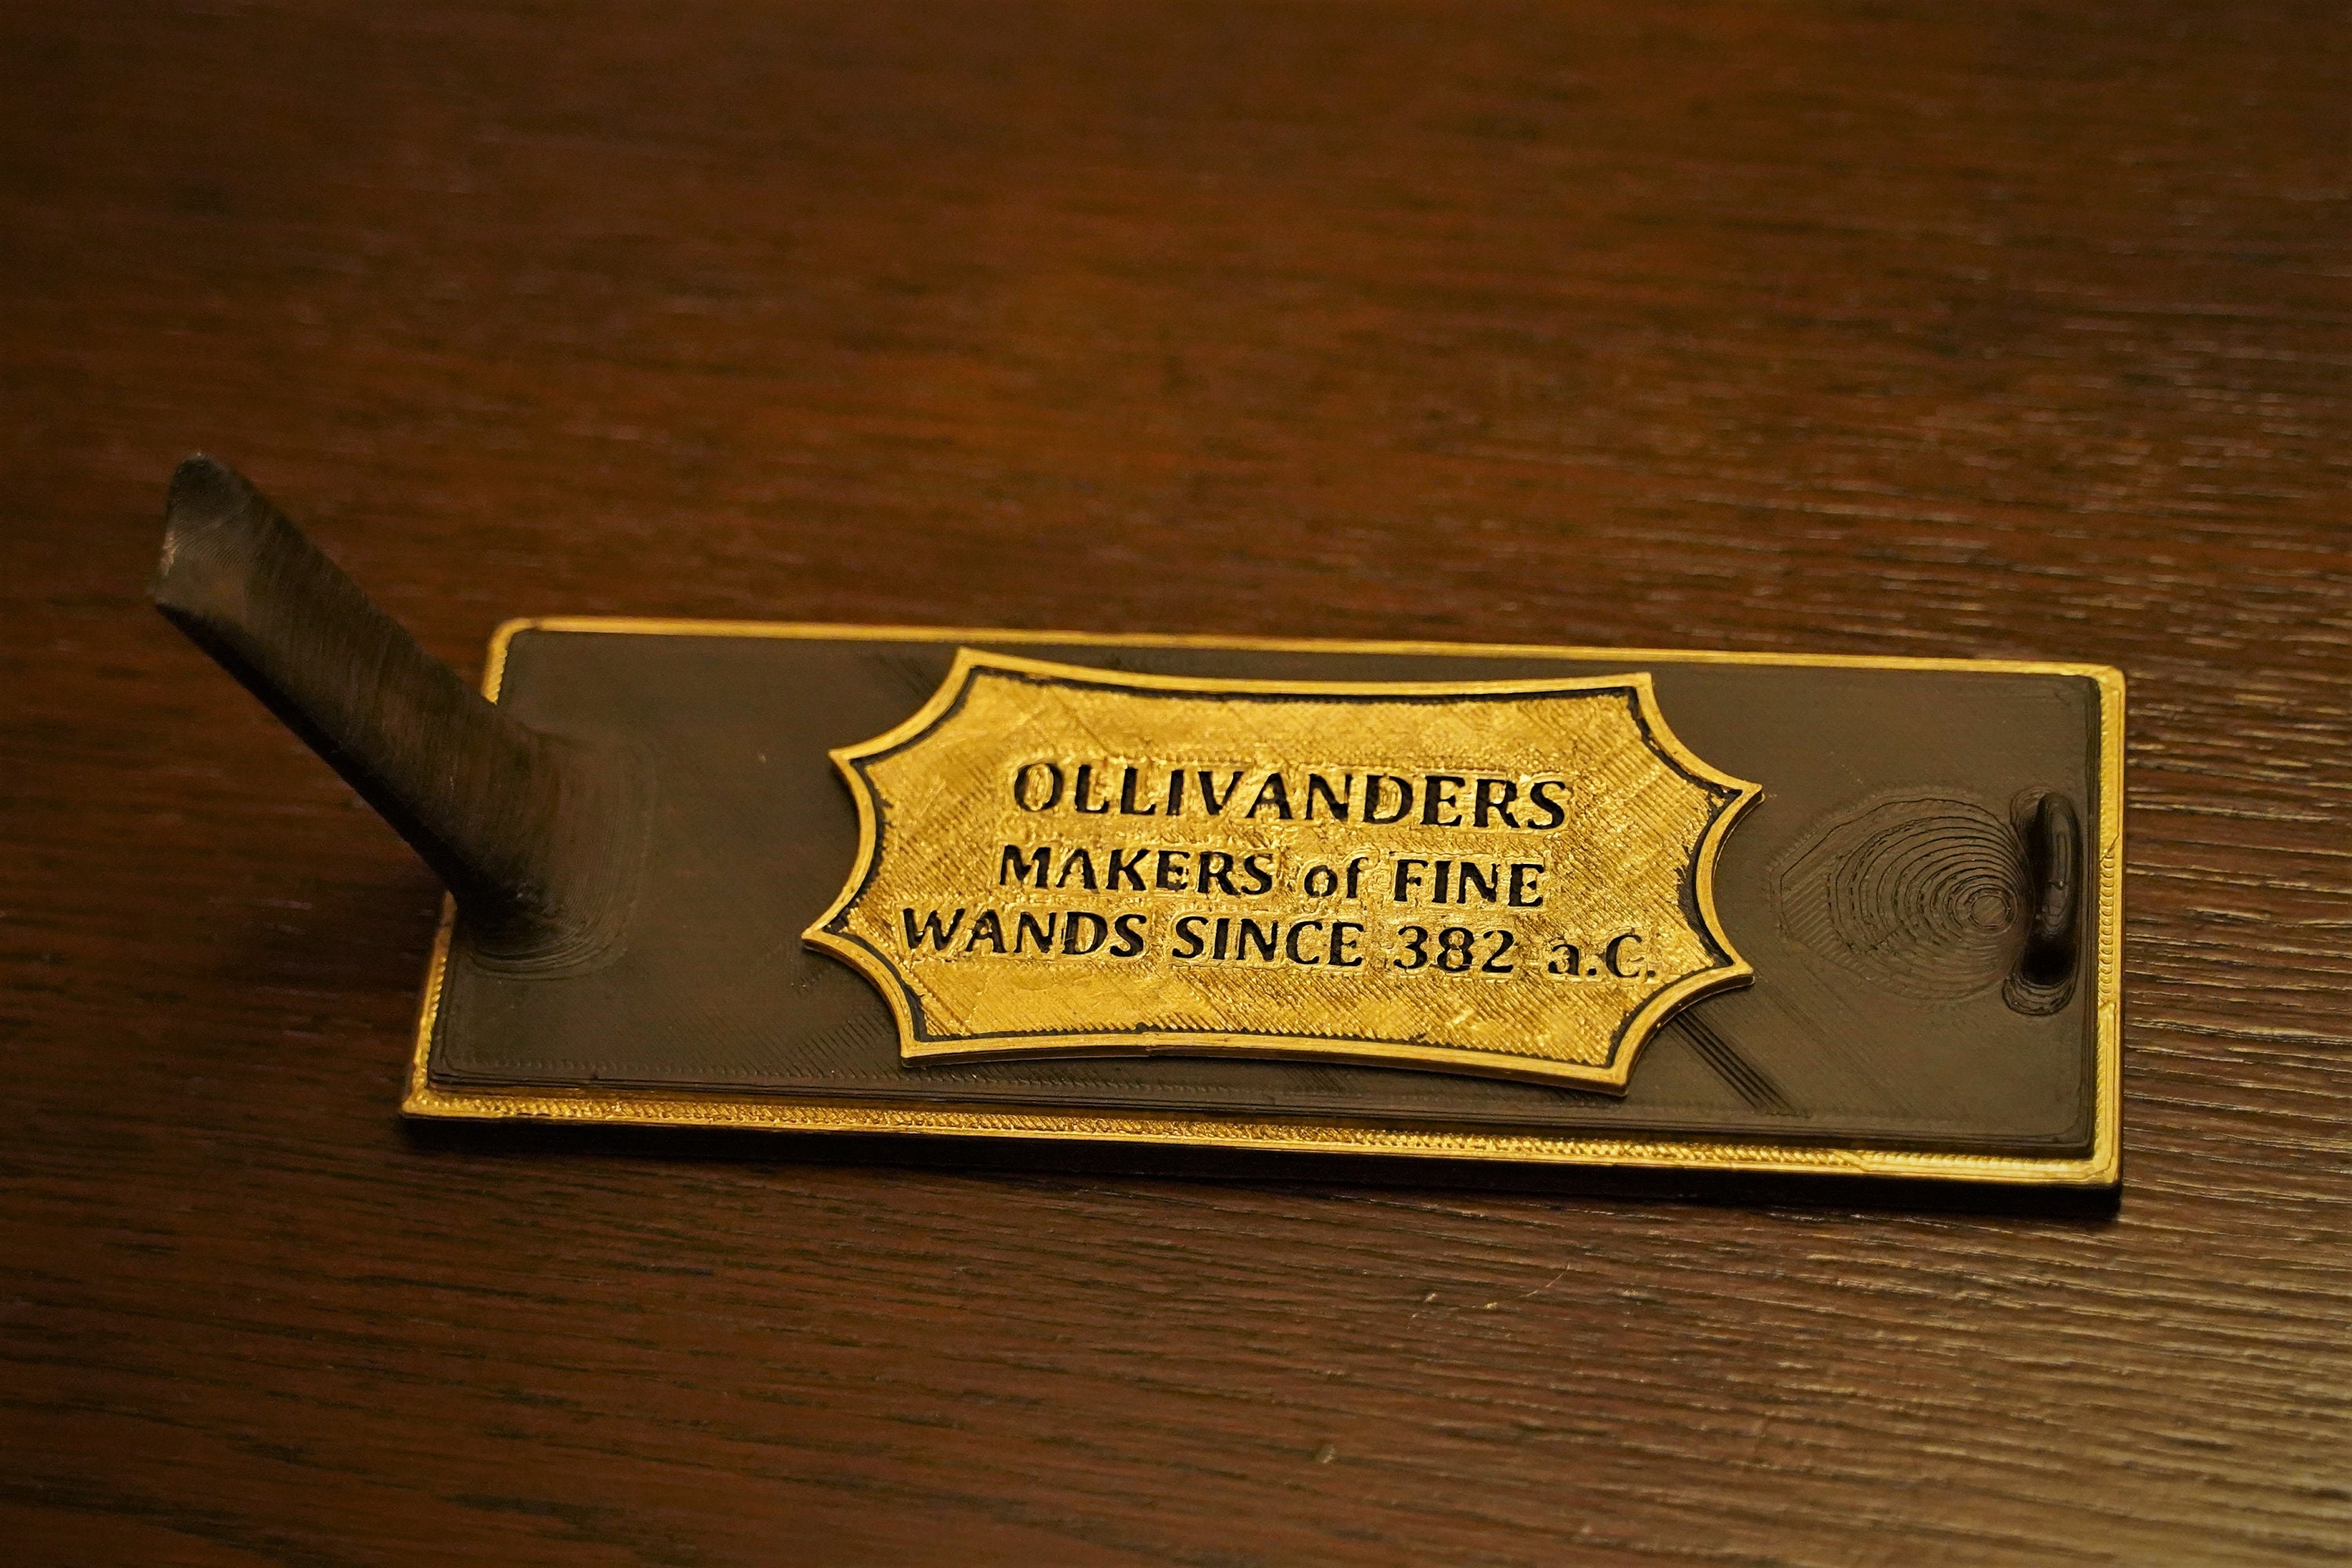 OLLIVANDERS
MAKERS of FINE
WANDS SINCE 382 a.C.